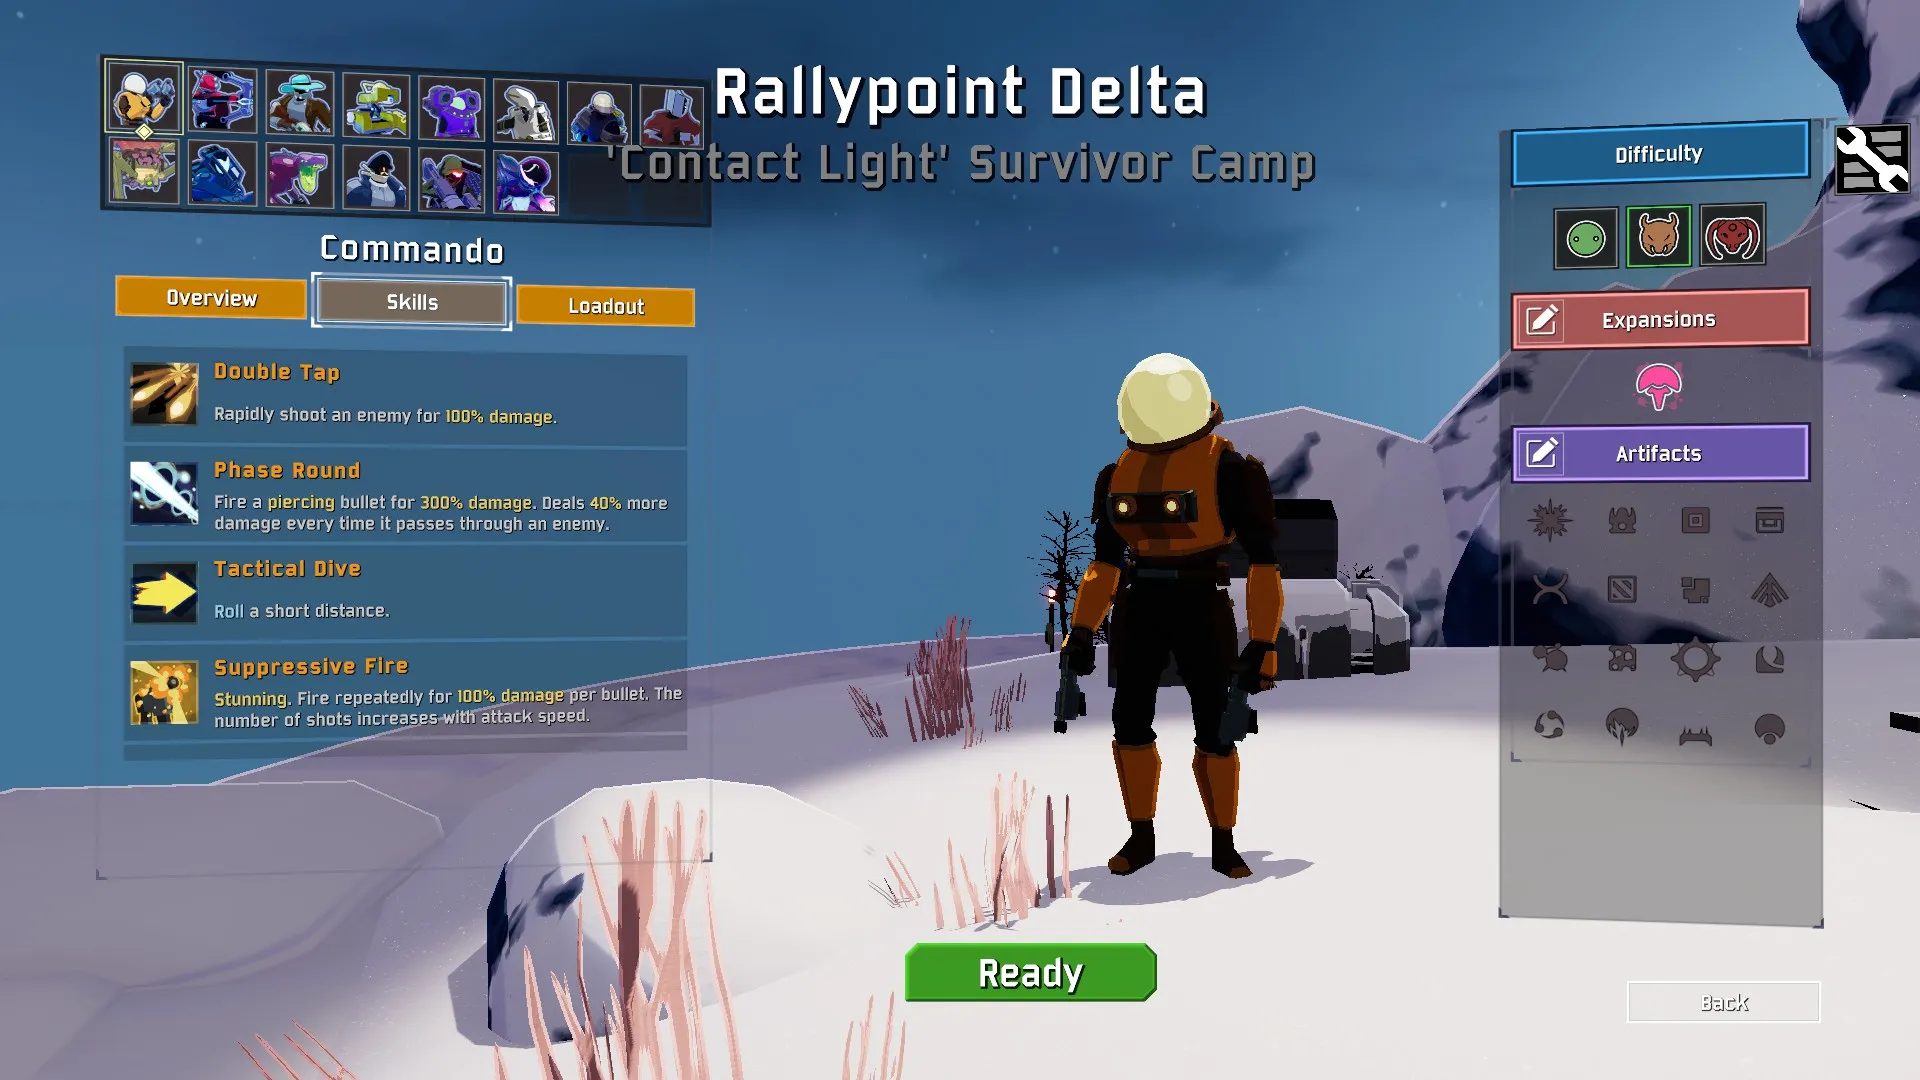 Rallypoint Delta
'Contact Light' Survivor Camp
Commando
Overview
Skills
Loadout
Double Tap
Rapidly shoot an enemy for 100% damage.
Phase Round
Fire a piercing bullet for 300% damage. Deals 40% more
damage every time it passes through an enemy.
Tactical Dive
Roll a short distance.
Suppressive Fire
Stunning. Fire repeatedly for 100% damage per bullet. The
number of shots increases with attack speed.
Difficulty
Expansions
Artifacts
Ready
Back